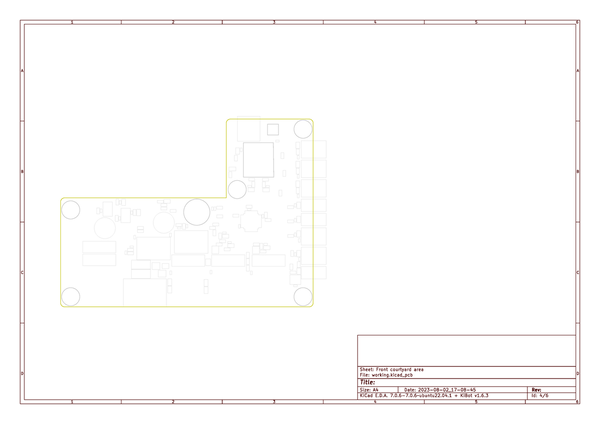 1 2 3 4 5 6
A A
B B
C C
D D
Sheet: Front courtyard area
File: working.kicad_pcb
Title:
Size: A4 Date: 2023-08-02_17-08-45 Rev:
KiCad E.D.A. 7.0.6-7.0.6~ubuntu22.04.1 + KiBot v1.6.3 Id: 4/6
1 2 3 4 5 6